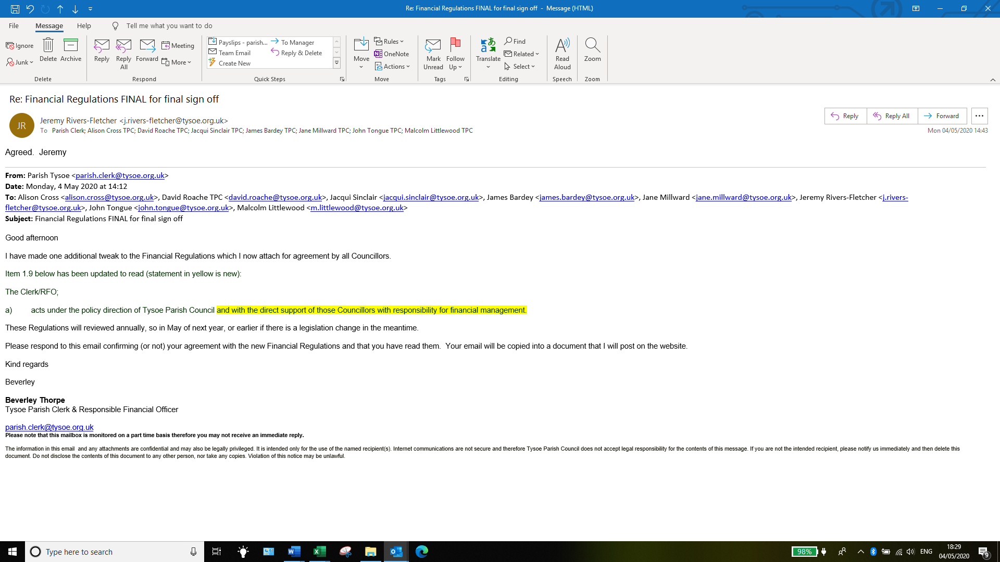 Re: Financial Regulations FINAL for final sign off - Message (HTML)
File Message Help Tell me what you want to do
Ignore
Junk
Delete
Archive
Delete
Reply
Reply All
Forward
Meeting
More
Respond
Payslips - parish...
Team Email
Create New
To Manager
Reply & Delete
Quick Steps
Move
Rules
OneNote
Actions
Move
Mark Unread
Follow Up
Tags
Translate
Find
Related
Select
Editing
Read Aloud
Speech
Zoom
Zoom
Re: Financial Regulations FINAL for final sign off
JR
Jeremy Rivers-Fletcher <j.rivers-fletcher@tysoe.org.uk>
To Parish Clerk; Alison Cross TPC; David Roache TPC; Jacqui Sinclair TPC; James Bardey TPC; Jane Millward TPC; John Tongue TPC; Malcolm Littlewood TPC
Reply Reply All Forward
Mon 04/05/2020 14:43
Agreed. Jeremy
From: Parish Tysoe <parish.clerk@tysoe.org.uk>
Date: Monday, 4 May 2020 at 14:12
To: Alison Cross <alison.cross@tysoe.org.uk>, David Roache TPC <david.roache@tysoe.org.uk>, Jacqui Sinclair <jacqui.sinclair@tysoe.org.uk>, James Bardey <james.bardey@tysoe.org.uk>, Jane Millward <jane.millward@tysoe.org.uk>, Jeremy Rivers-Fletcher <j.rivers-
fletcher@tysoe.org.uk>, John Tongue <john.tongue@tysoe.org.uk>, Malcolm Littlewood <m.littlewood@tysoe.org.uk>
Subject: Financial Regulations FINAL for final sign off
Good afternoon
I have made one additional tweak to the Financial Regulations which I now attach for agreement by all Councillors.
Item 1.9 below has been updated to read (statement in yellow is new):
The Clerk/RFO;
a) acts under the policy direction of Tysoe Parish Council and with the direct support of those Councillors with responsibility for financial management.
These Regulations will reviewed annually, so in May of next year, or earlier if there is a legislation change in the meantime.
Please respond to this email confirming (or not) your agreement with the new Financial Regulations and that you have read them. Your email will be copied into a document that I will post on the website.
Kind regards
Beverley
Beverley Thorpe
Tysoe Parish Clerk & Responsible Financial Officer
parish.clerk@tysoe.org.uk
Please note that this mailbox is monitored on a part time basis therefore you may not receive an immediate reply.
The information in this email and any attachments are confidential and may also be legally privileged. It is intended only for the use of the named recipient(s). Internet communications are not secure and therefore Tysoe Parish Council does not accept legal responsibility for the contents of this message. If you are not the intended recipient, please notify us immediately and then delete this
document. Do not disclose the contents of this document to any other person, nor take any copies. Violation of this notice may be unlawful.
Type here to search
98%
ENG
18:29
04/05/2020
9